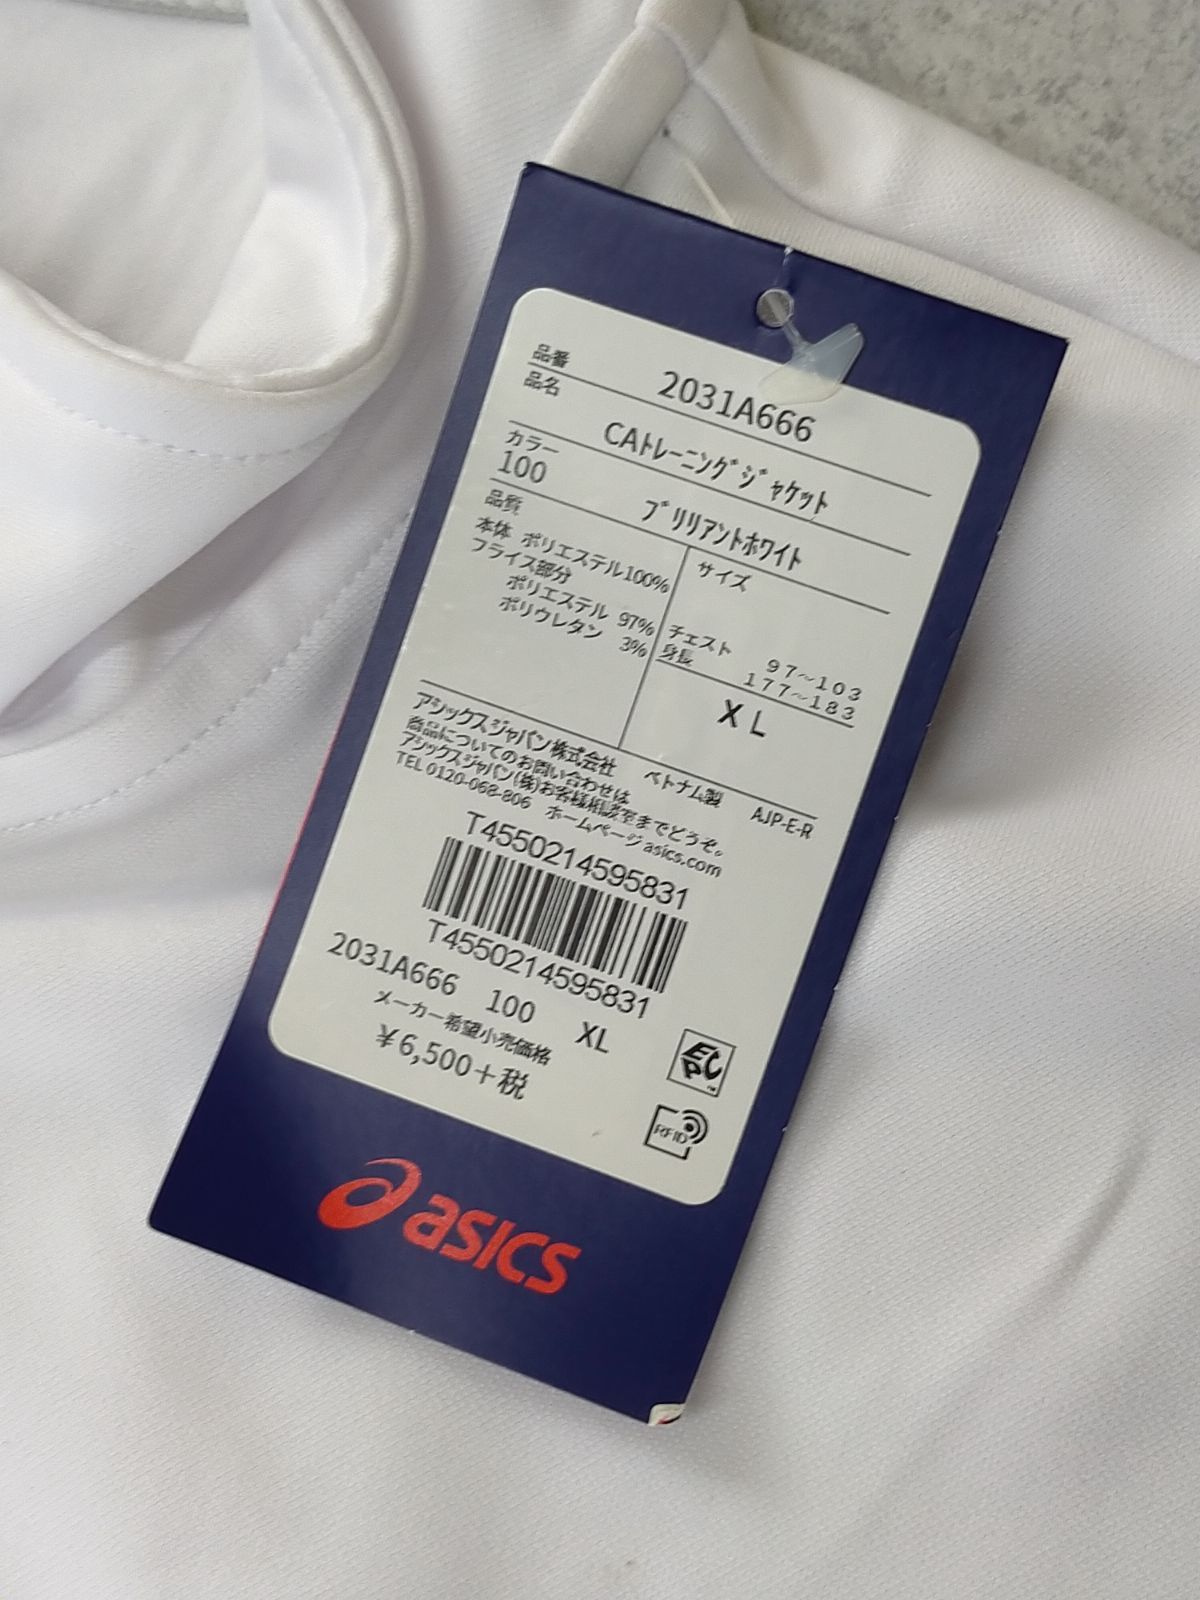 品番 2031A666
品名
CAトレーニングジャケット
カラー
100 ブリリアントホワイト
品質
本体 ポリエステル100%
フライス部分
ポリエステル 97%
ポリウレタン 3%
サイズ
チェスト 97~103
身長 177~183
XL
アシックスジャパン株式会社 ベトナム製 AJP-E-R
商品についてのお問い合わせは
アシックスジャパン(株)お客様相談室までどうぞ。
TEL 0120-068-806 ホームページ asics.com
T4550214595831
T4550214595831
2031A666 100 XL
メーカー希望小売価格
¥6,500+税
EPC
RFID
asics